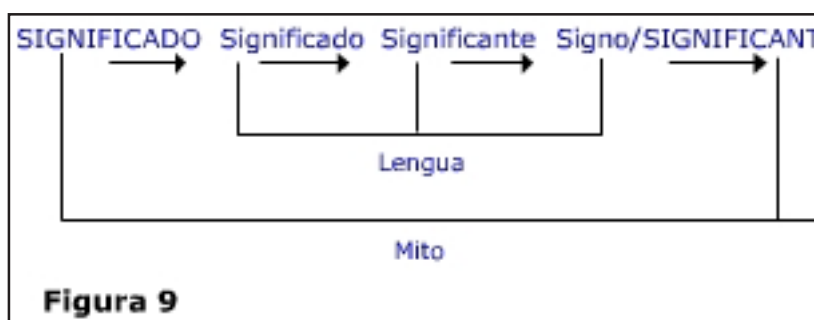 SIGNIFICADO Significado Significante Signo/SIGNIFICANT
Lengua
Mito
Figura 9